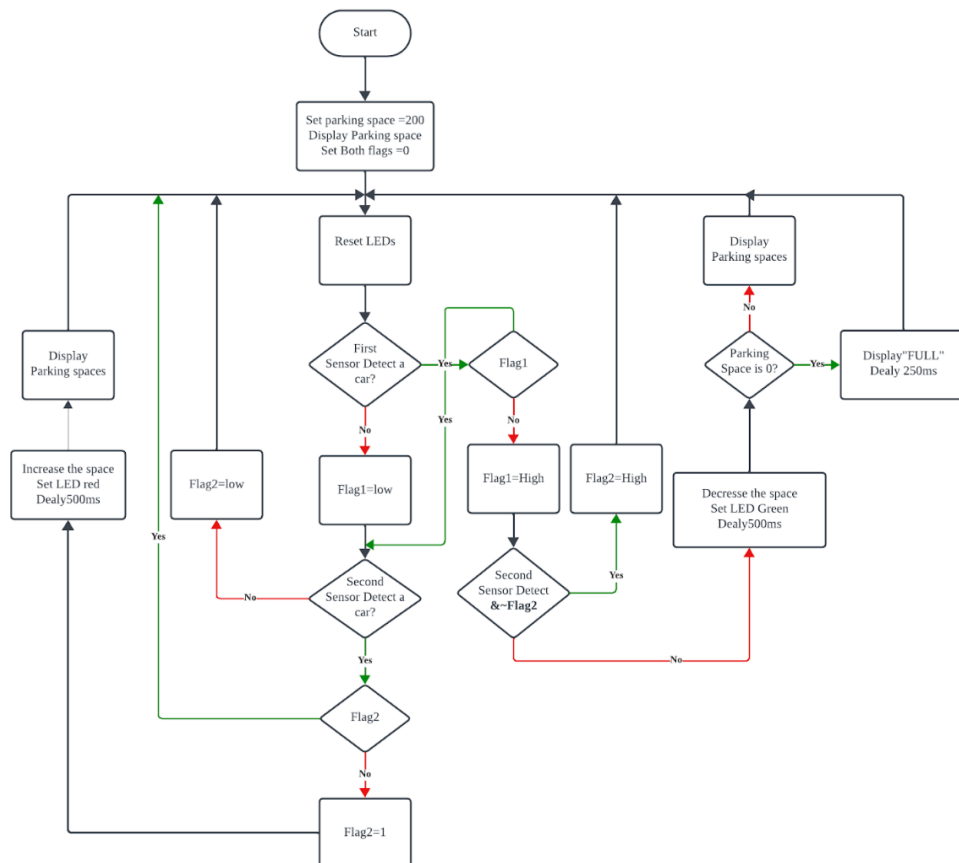 Start
Set parking space =200
Display Parking space
Set Both flags =0
Reset LEDs
Display
Parking spaces
First
Sensor Detect a
car?
Yes
Flag1
Display
Parking spaces
No
Parking
Space is 0?
Yes
Display"FULL"
Dealy 250ms
Yes
No
No
Increase the space
Set LED red
Dealy500ms
Flag2=low
Flag1=low
Flag1=High
Flag2=High
Decresse the space
Set LED Green
Dealy500ms
Yes
Second
Sensor Detect a
car?
No
Second
Sensor Detect
&~Flag2
Yes
No
Yes
Flag2
No
Flag2=1